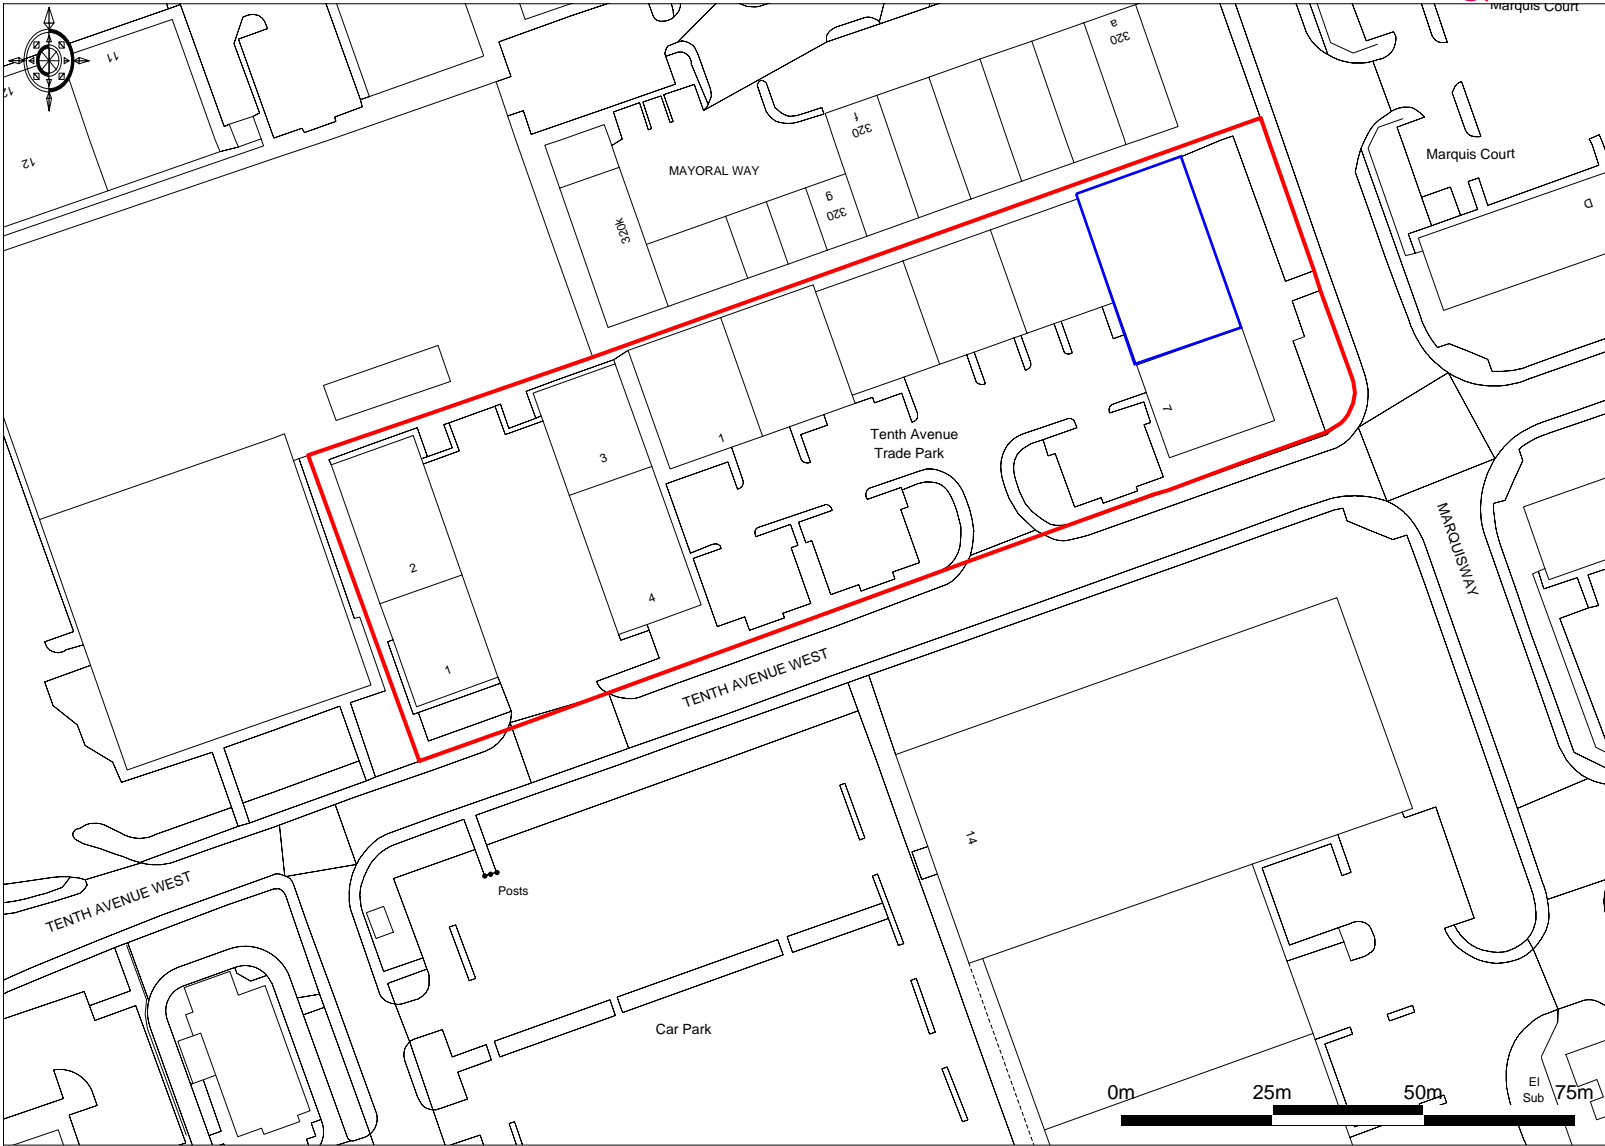 Marquis Court
a
320
11
12
12
f
320
MAYORAL WAY
Marquis Court
g
320
320k
D
7
1
Tenth Avenue
Trade Park
3
2
4
1
MARQUISWAY
TENTH AVENUE WEST
14
Posts
TENTH AVENUE WEST
Car Park
El
Sub
0m
25m
50m
75m